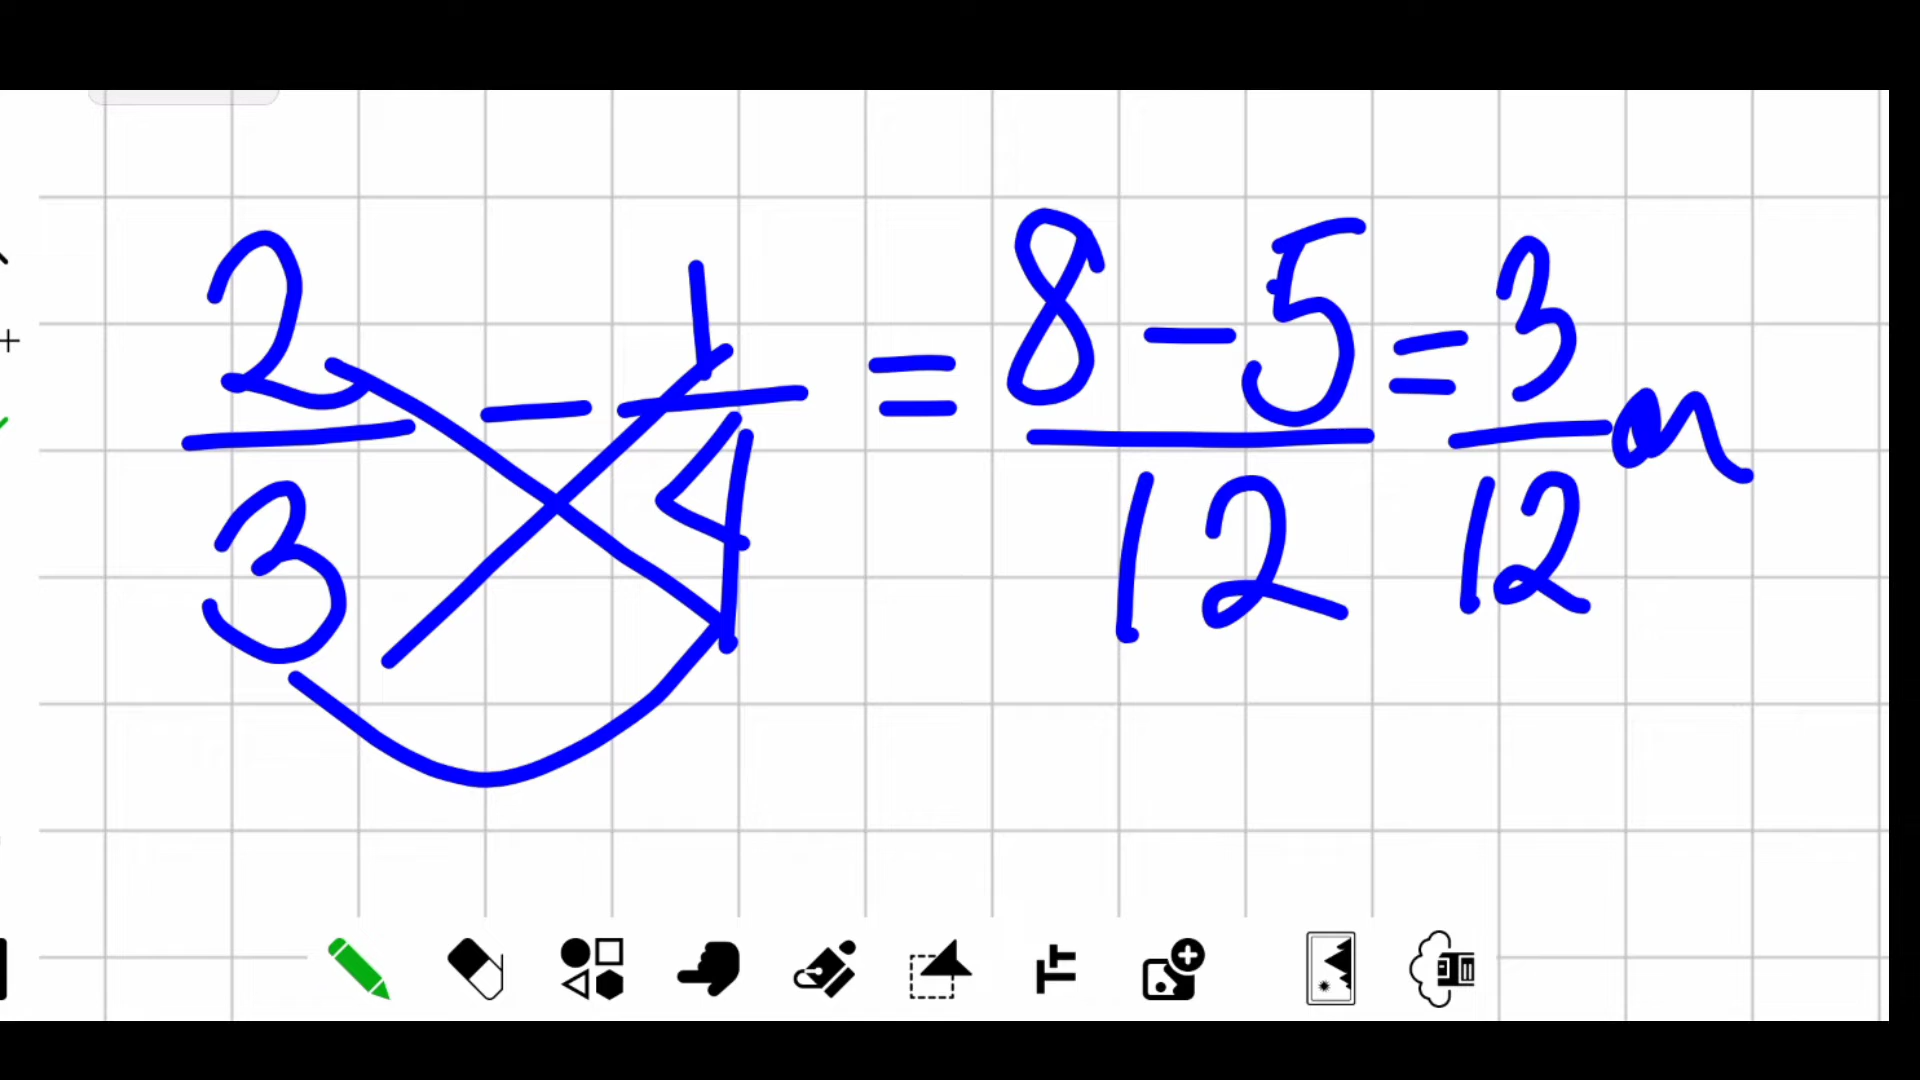 2/3 - 1/4 = 8-5/12 = 3/12 m